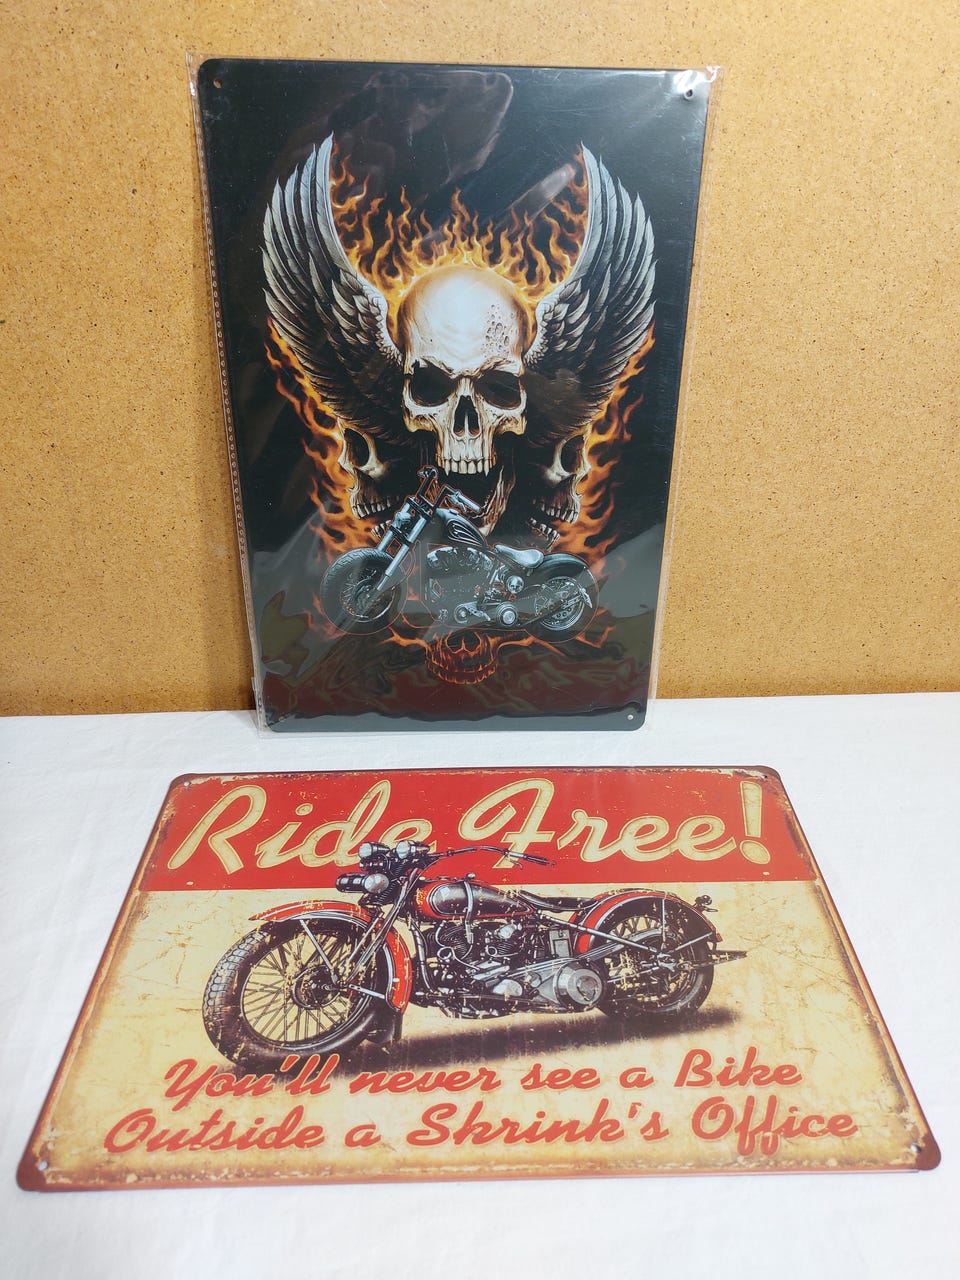 Ride Free!
You'll never see a Bike
Outside a Shrink's Office